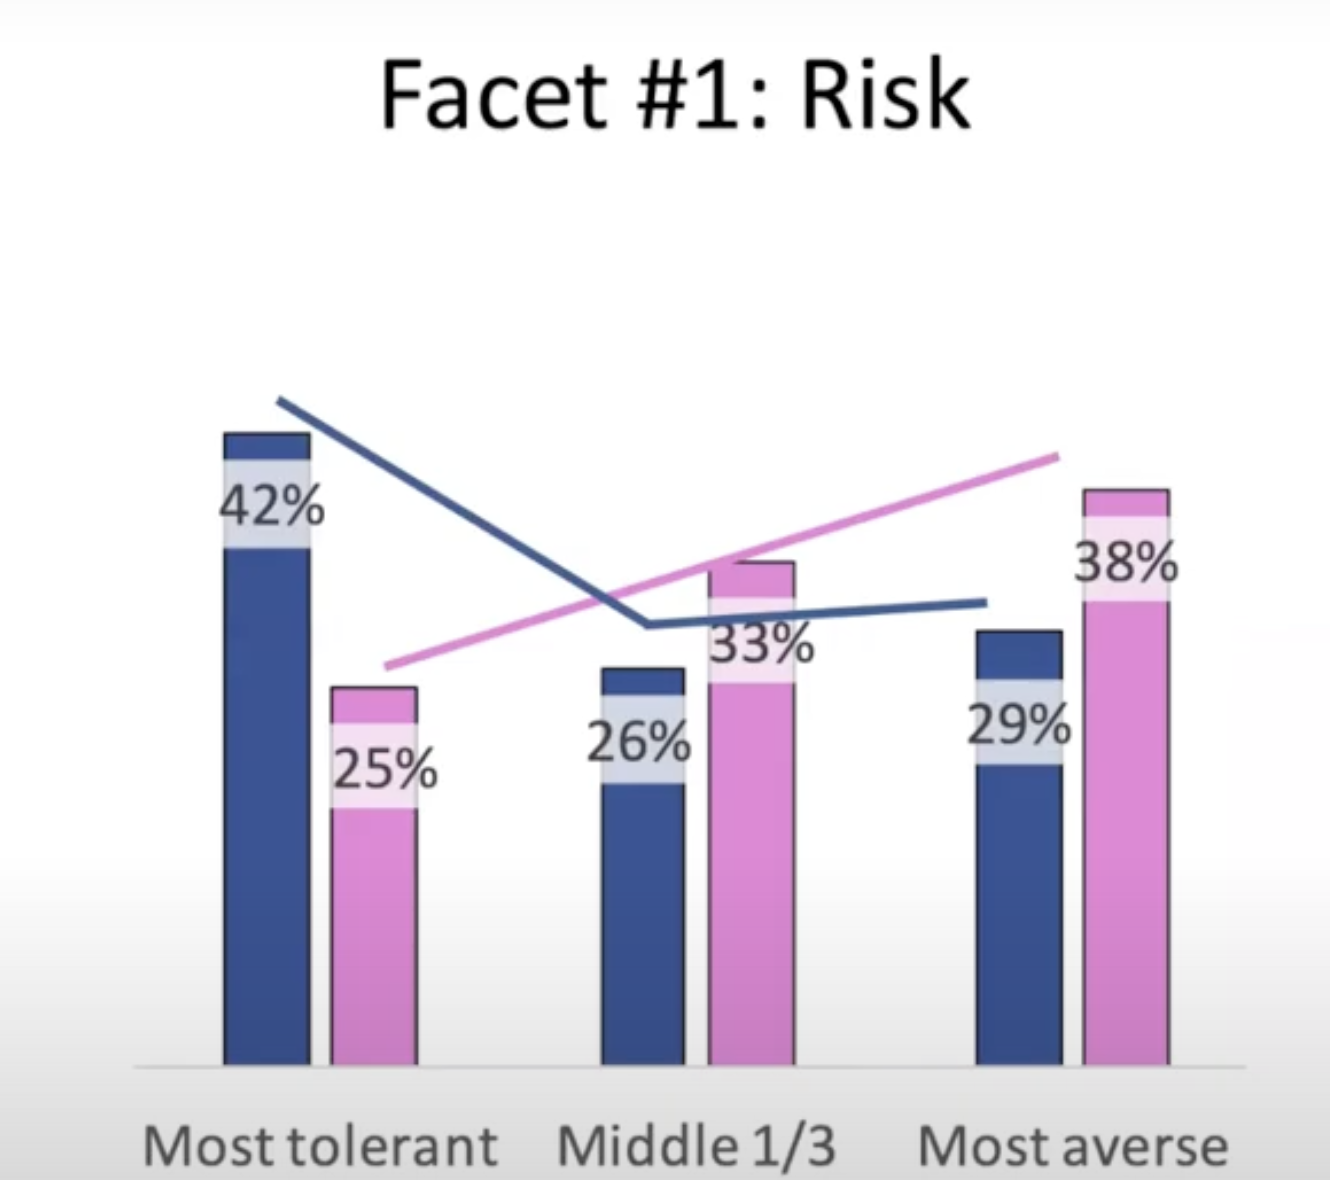 Facet #1: Risk
42%
25%
26%
33%
29%
38%
Most tolerant
Middle 1/3
Most averse